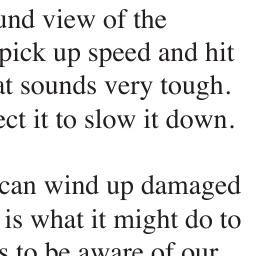 und view of the
pick up speed and hit
at sounds very tough.
ect it to slow it down.
can wind up damaged
is what it might do to
s to be aware of our